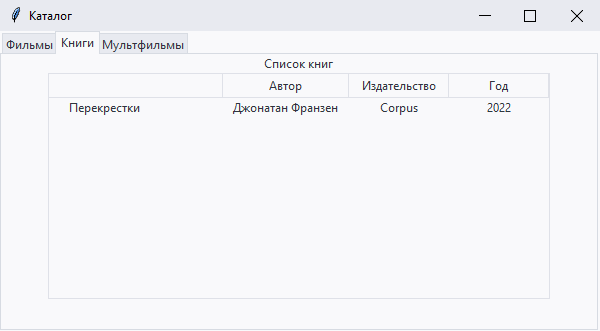 Каталог
Фильмы Книги Мультфильмы
Список книг
Автор Издательство Год
Перекрестки Джонатан Франзен Corpus 2022